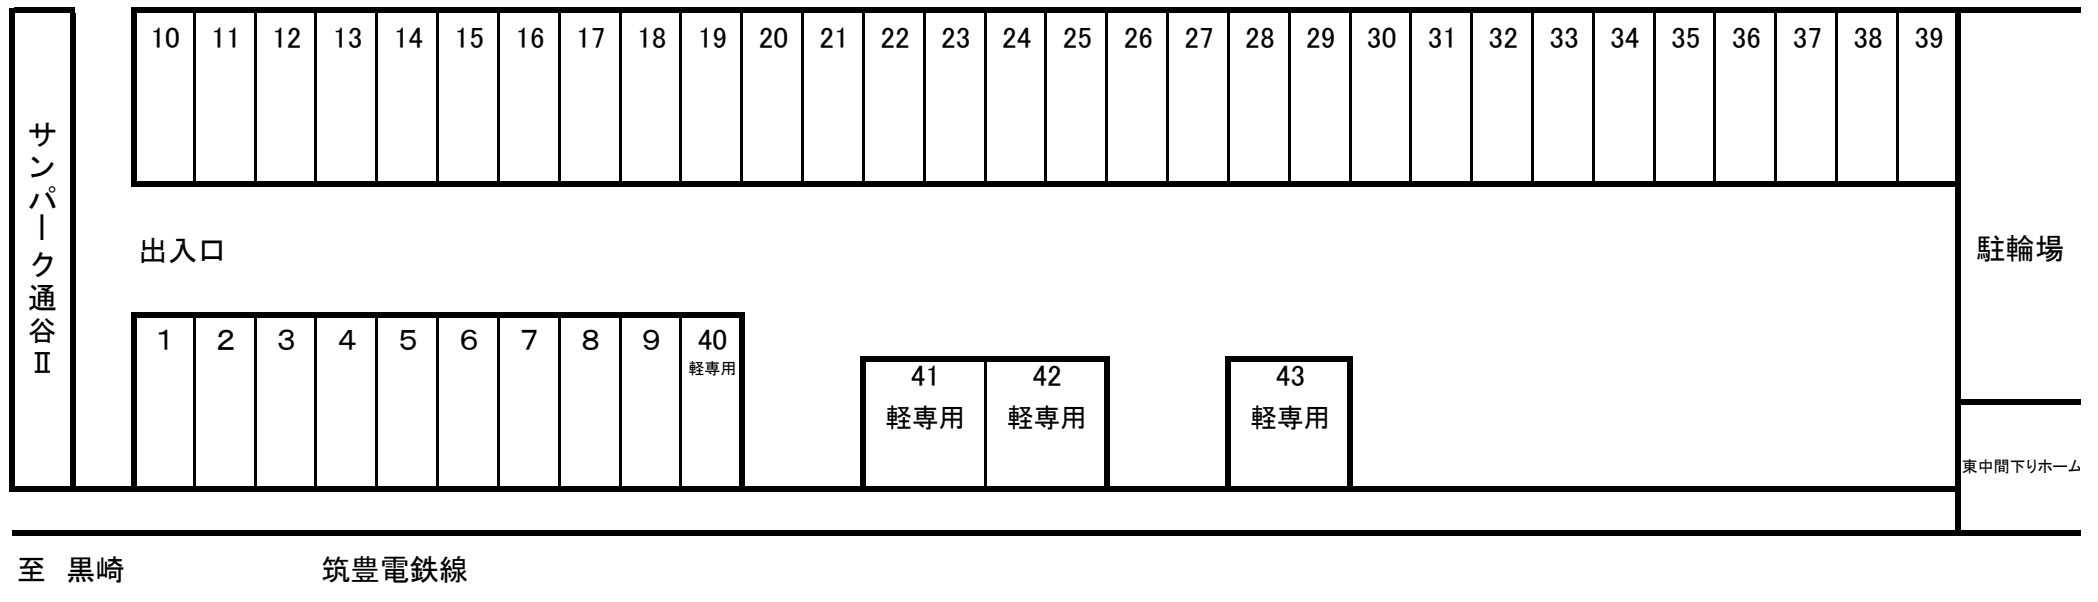 10 11 12 13 14 15 16 17 18 19 20 21 22 23 24 25 26 27 28 29 30 31 32 33 34 35 36 37 38 39
サンパーク通谷Ⅱ
出入口
駐輪場
1 2 3 4 5 6 7 8 9 40
軽専用
41 42 43
軽専用 軽専用 軽専用
東中間下りホーム
至 黒崎 筑豊電鉄線